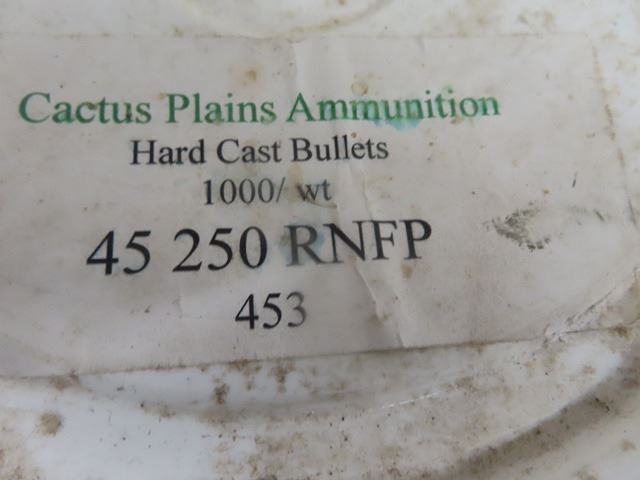 Cactus Plains Ammunition
Hard Cast Bullets
1000/ wt
45 250 RNFP
453